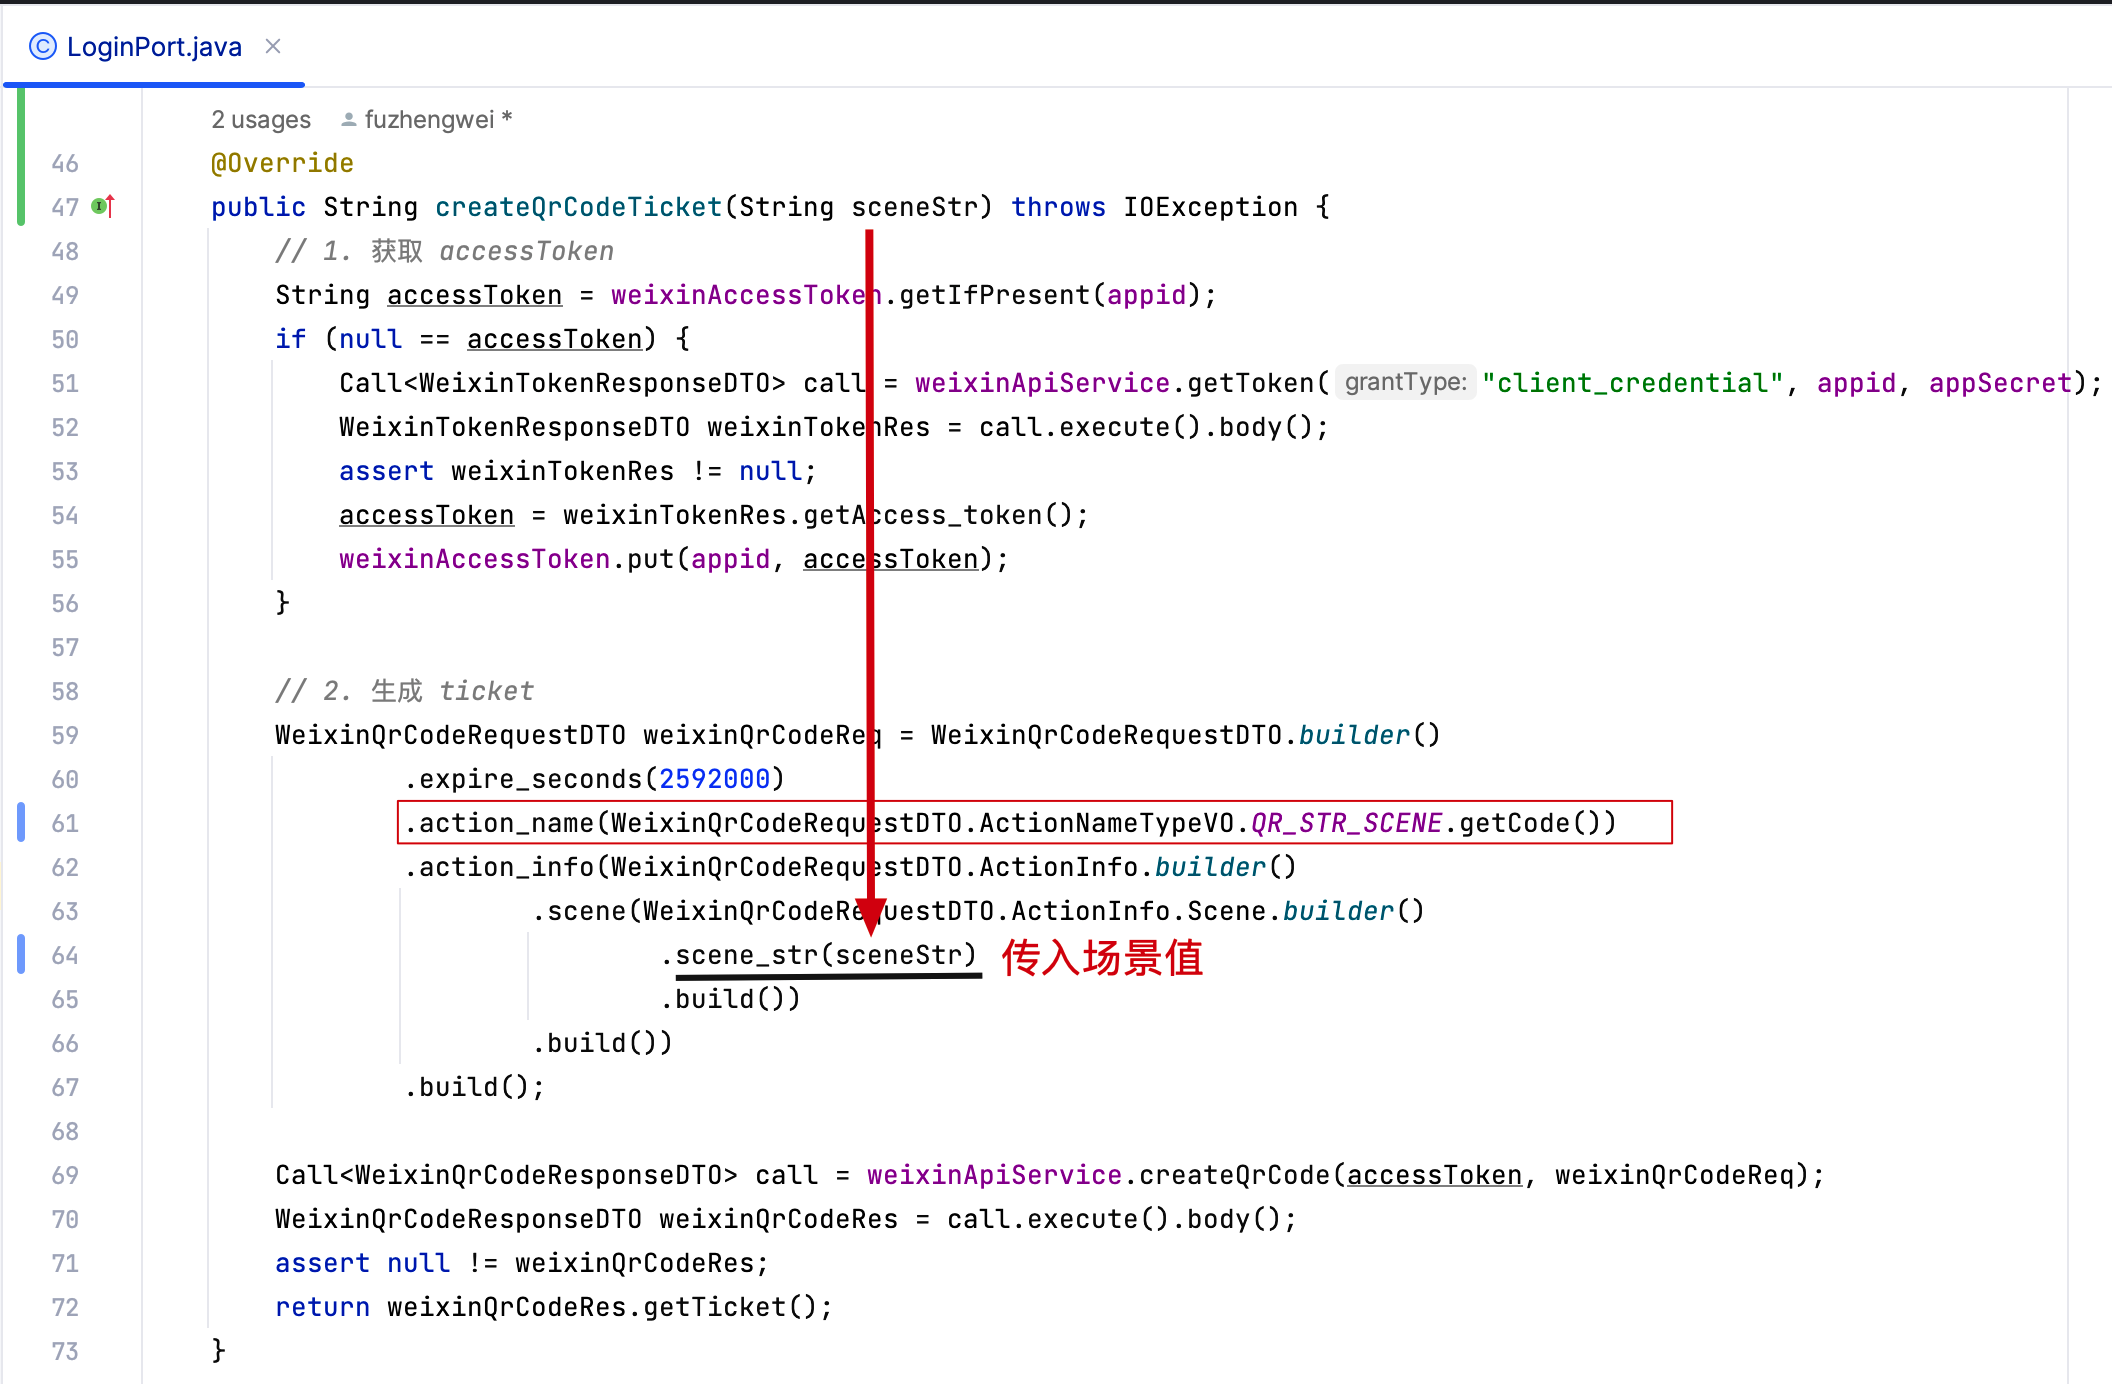 LoginPort.java
2 usages fuzhengwei *
46 @Override
47 public String createQrCodeTicket(String sceneStr) throws IOException {
48 // 1. 获取 accessToken
49 String accessToken = weixinAccessToken.getIfPresent(appid);
50 if (null == accessToken) {
51 Call<WeixinTokenResponseDTO> call = weixinApiService.getToken( grantType: "client_credential", appid, appSecret);
52 WeixinTokenResponseDTO weixinTokenRes = call.execute().body();
53 assert weixinTokenRes != null;
54 accessToken = weixinTokenRes.getAccess_token();
55 weixinAccessToken.put(appid, accessToken);
56 }
57
58 // 2. 生成 ticket
59 WeixinQrCodeRequestDTO weixinQrCodeReq = WeixinQrCodeRequestDTO.builder()
60 .expire_seconds(2592000)
61 .action_name(WeixinQrCodeRequestDTO.ActionNameTypeVO.QR_STR_SCENE.getCode())
62 .action_info(WeixinQrCodeRequestDTO.ActionInfo.builder()
63 .scene(WeixinQrCodeRequestDTO.ActionInfo.Scene.builder()
64 .scene_str(sceneStr) 传入场景值
65 .build())
66 .build())
67 .build();
68
69 Call<WeixinQrCodeResponseDTO> call = weixinApiService.createQrCode(accessToken, weixinQrCodeReq);
70 WeixinQrCodeResponseDTO weixinQrCodeRes = call.execute().body();
71 assert null != weixinQrCodeRes;
72 return weixinQrCodeRes.getTicket();
73 }